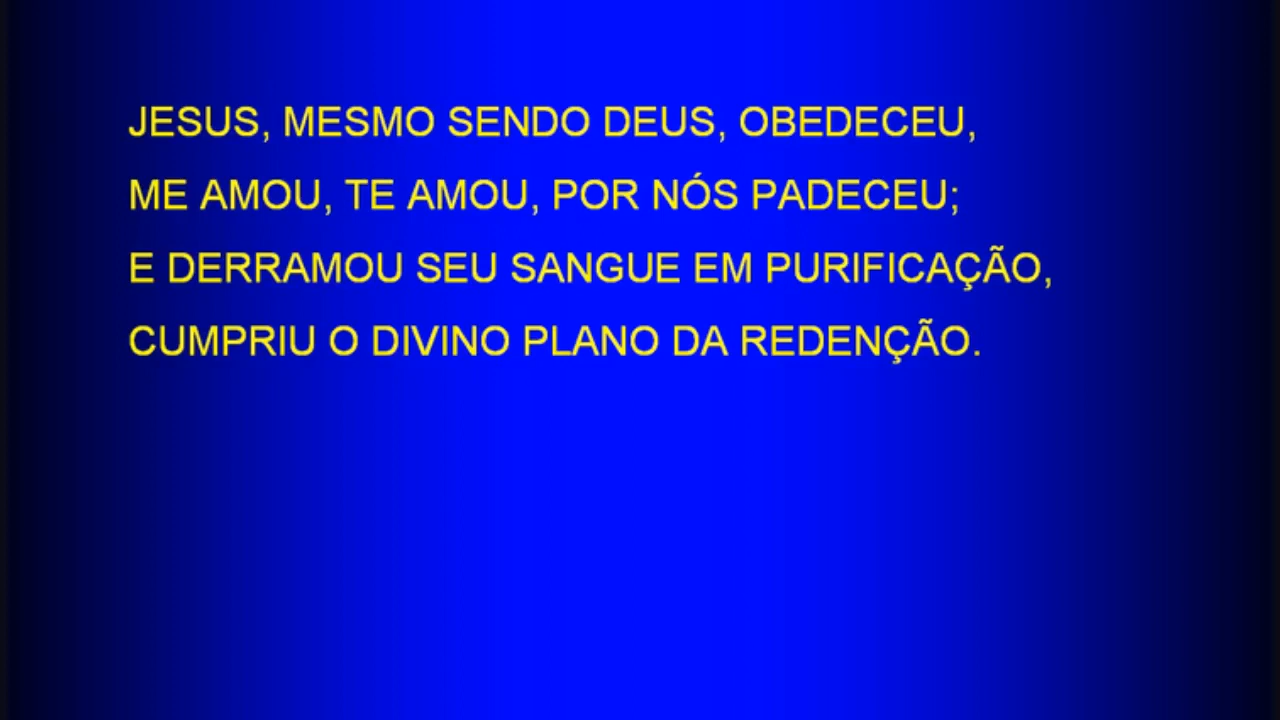 JESUS, MESMO SENDO DEUS, OBEDECEU,
ME AMOU, TE AMOU, POR NÓS PADECEU;
E DERRAMOU SEU SANGUE EM PURIFICAÇÃO,
CUMPRIU O DIVINO PLANO DA REDENÇÃO.